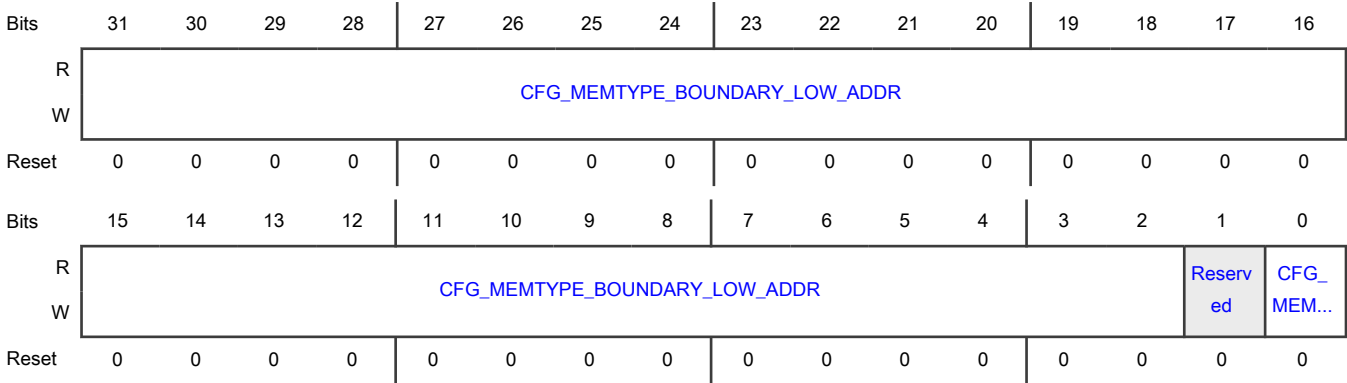 Bits 31 30 29 28 27 26 25 24 23 22 21 20 19 18 17 16
R
CFG_MEMTYPE_BOUNDARY_LOW_ADDR
W
Reset 0 0 0 0 0 0 0 0 0 0 0 0 0 0 0 0
Bits 15 14 13 12 11 10 9 8 7 6 5 4 3 2 1 0
R
CFG_MEMTYPE_BOUNDARY_LOW_ADDR
Reserv
ed
CFG_
MEM...
W
Reset 0 0 0 0 0 0 0 0 0 0 0 0 0 0 0 0